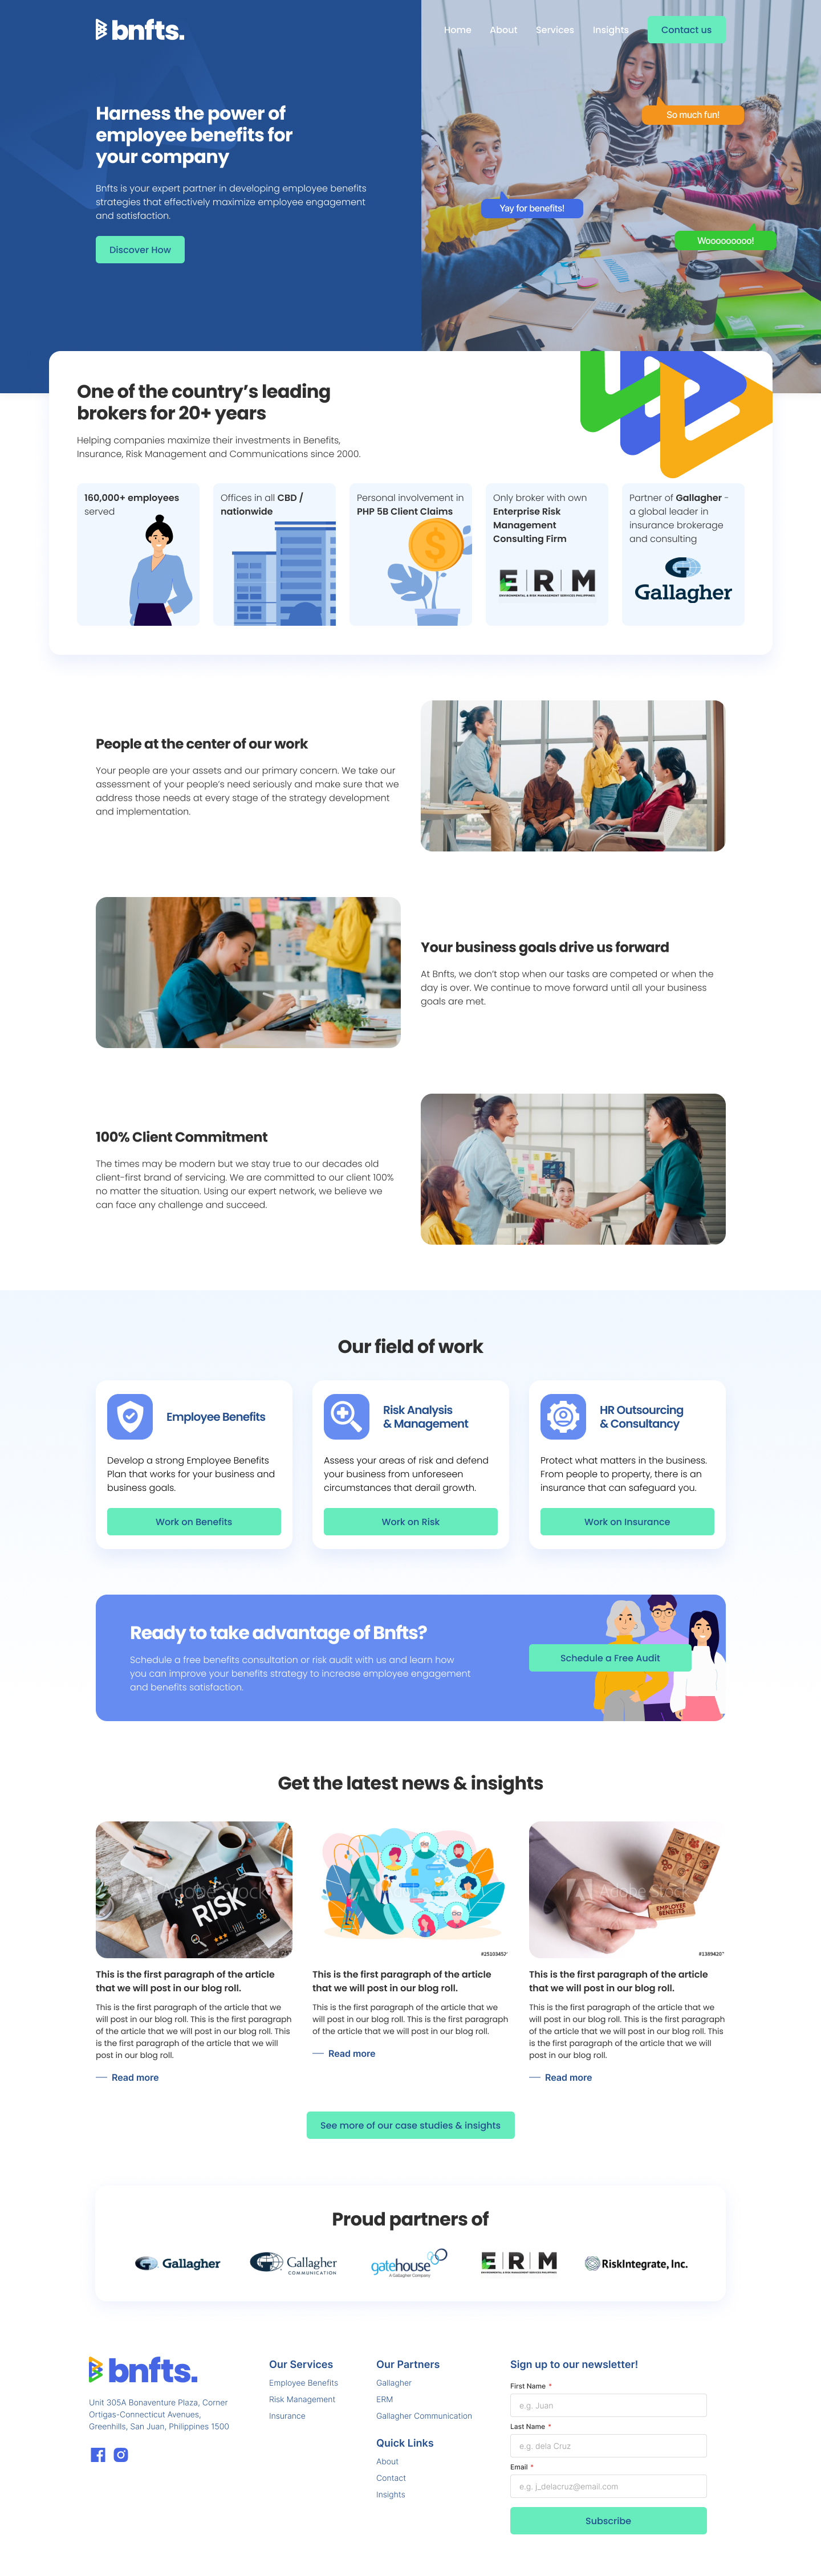 bnfts.
Home About Services Insights Contact us
Harness the power of
employee benefits for
your company
Bnfts is your expert partner in developing employee benefits
strategies that effectively maximize employee engagement
and satisfaction.
Discover How
So much fun!
Yay for benefits!
Wooooooooo!
One of the country’s leading
brokers for 20+ years
Helping companies maximize their investments in Benefits,
Insurance, Risk Management and Communications since 2000.
160,000+ employees
served
Offices in all CBD /
nationwide
Personal involvement in
PHP 5B Client Claims
$
Only broker with own
Enterprise Risk
Management
Consulting Firm
ERM
ENVIRONMENTAL & RISK MANAGEMENT SERVICES PHILIPPINES
Partner of Gallagher -
a global leader in
insurance brokerage
and consulting
G
Gallagher
People at the center of our work
Your people are your assets and our primary concern. We take our
assessment of your people’s need seriously and make sure that we
address those needs at every stage of the strategy development
and implementation.
Your business goals drive us forward
At Bnfts, we don’t stop when our tasks are competed or when the
day is over. We continue to move forward until all your business
goals are met.
100% Client Commitment
The times may be modern but we stay true to our decades old
client-first brand of servicing. We are committed to our client 100%
no matter the situation. Using our expert network, we believe we
can face any challenge and succeed.
Our field of work
Employee Benefits
Develop a strong Employee Benefits
Plan that works for your business and
business goals.
Work on Benefits
Risk Analysis
& Management
Assess your areas of risk and defend
your business from unforeseen
circumstances that derail growth.
Work on Risk
HR Outsourcing
& Consultancy
Protect what matters in the business.
From people to property, there is an
insurance that can safeguard you.
Work on Insurance
Ready to take advantage of Bnfts?
Schedule a free benefits consultation or risk audit with us and learn how
you can improve your benefits strategy to increase employee engagement
and benefits satisfaction.
Schedule a Free Audit
Get the latest news & insights
RISK
Adobe Stock
This is the first paragraph of the article
that we will post in our blog roll.
This is the first paragraph of the article that we
will post in our blog roll. This is the first paragraph
of the article that we will post in our blog roll. This
is the first paragraph of the article that we will
post in our blog roll.
Read more
This is the first paragraph of the article
that we will post in our blog roll.
This is the first paragraph of the article that we
will post in our blog roll. This is the first paragraph
of the article that we will post in our blog roll.
Read more
EMPLOYEE
BENEFITS
Adobe Stock
This is the first paragraph of the article
that we will post in our blog roll.
This is the first paragraph of the article that we
will post in our blog roll. This is the first paragraph
of the article that we will post in our blog roll. This
is the first paragraph of the article that we will
post in our blog roll.
Read more
See more of our case studies & insights
Proud partners of
Gallagher
Gallagher
COMMUNICATION
gatehouse
A Gallagher Company
ERM
ENVIRONMENTAL & RISK MANAGEMENT SERVICES PHILIPPINES
RiskIntegrate, Inc.
bnfts.
Unit 305A Bonaventure Plaza, Corner
Ortigas-Connecticut Avenues,
Greenhills, San Juan, Philippines 1500
Our Services
Employee Benefits
Risk Management
Insurance
Our Partners
Gallagher
ERM
Gallagher Communication
Quick Links
About
Contact
Insights
Sign up to our newsletter!
First Name *
e.g. Juan
Last Name *
e.g. dela Cruz
Email *
e.g. j_delacruz@email.com
Subscribe